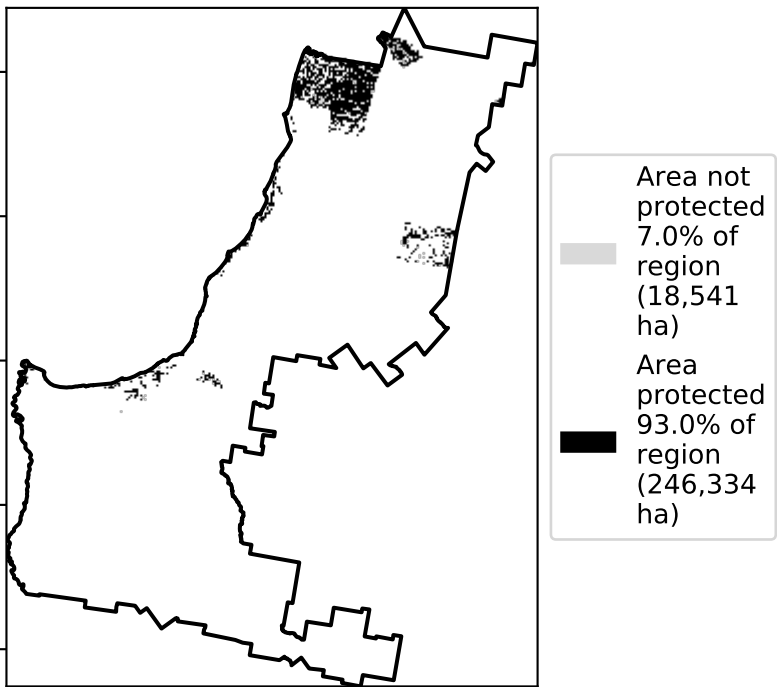 Area not
protected
7.0% of
region
(18,541
ha)
Area
protected
93.0% of
region
(246,334
ha)